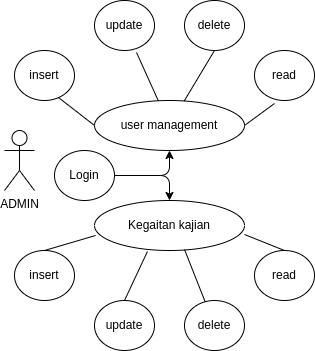 update
delete
insert
read
user management
Login
ADMIN
Kegaitan kajian
insert
read
update
delete